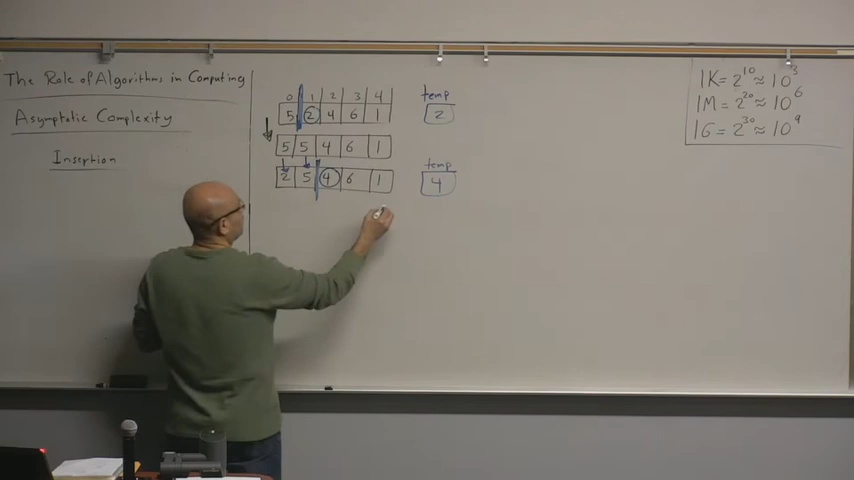 The Role of Algorithms in Computing
Asymptotic Complexity
Inseption
0 1 2 3 4
5 2 4 6 1
5 5 4 6 1
2 5 4 6 1
temp
2
temp
4
1K = 2^10 ≈ 10^3
1M = 2^20 ≈ 10^6
1G = 2^30 ≈ 10^9